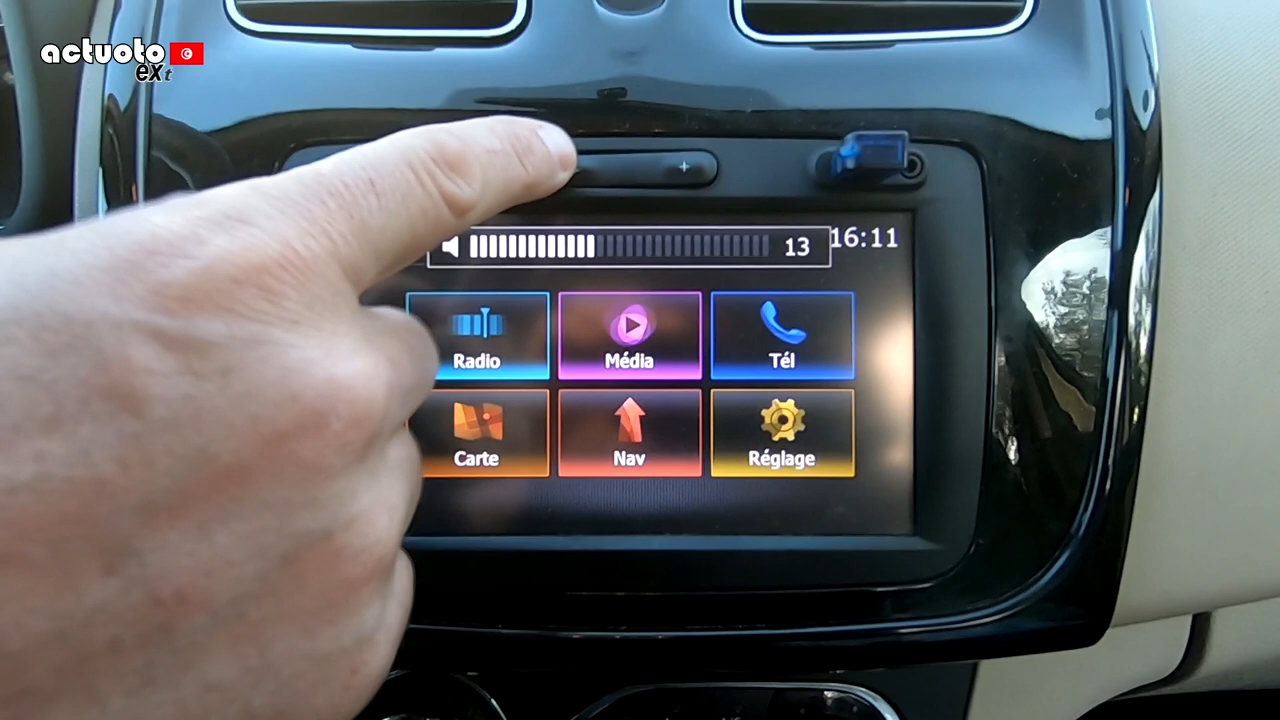 actuoto
ext
+
13
16:11
Radio
Média
Tél
Carte
Nav
Réglage